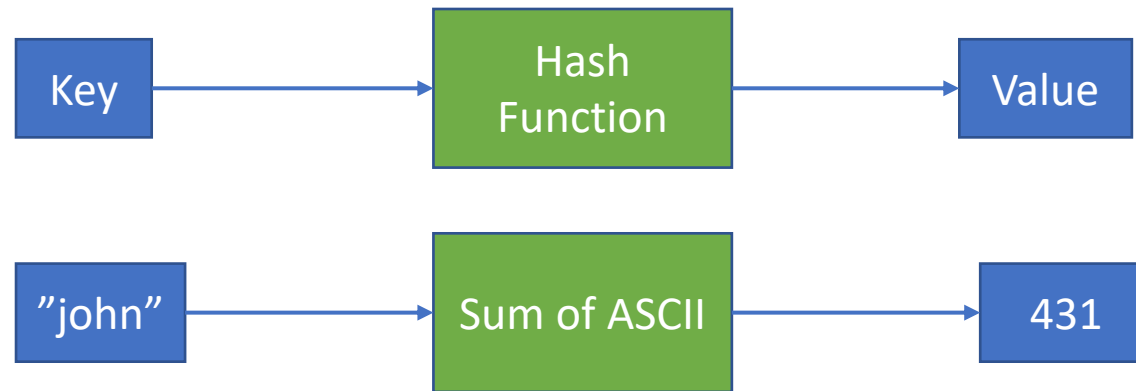 Key
Hash
Function
Value
”john”
Sum of ASCII
431